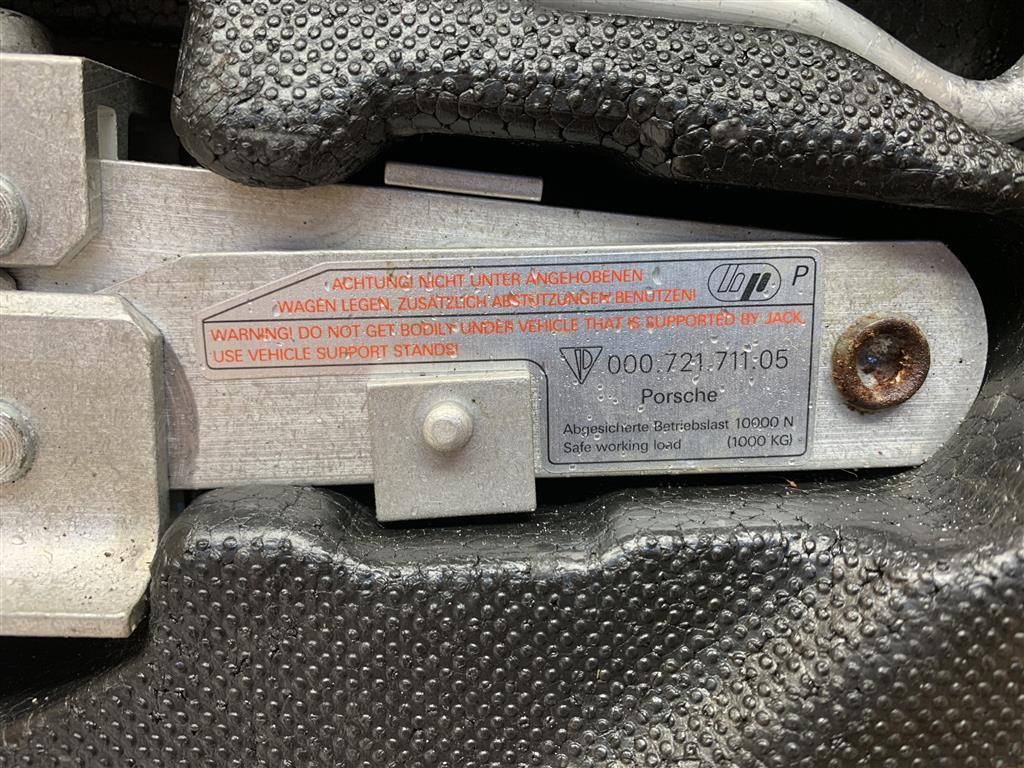 ACHTUNG! NICHT UNTER ANGEHOBENEN
WAGEN LEGEN, ZUSÄTZLICH ABSTÜTZUNGEN BENUTZEN!
bp P
WARNING! DO NOT GET BODILY UNDER VEHICLE THAT IS SUPPORTED BY JACK,
USE VEHICLE SUPPORT STANDS!
000.721.711.05
Porsche
Abgesicherte Betriebslast 10000 N
Safe working load (1000 KG)